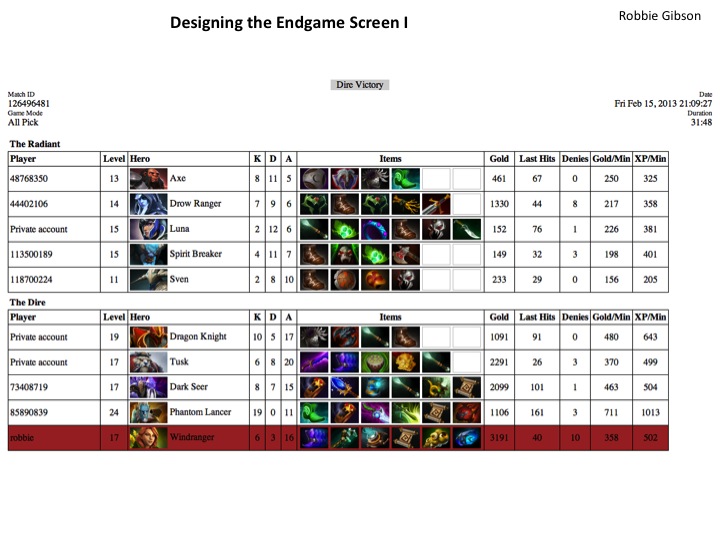 Designing the Endgame Screen I
Robbie Gibson
Dire Victory
Match ID
126496481
Game Mode
All Pick
Date
Fri Feb 15, 2013 21:09:27
Duration
31:48
The Radiant
Player Level Hero K D A Items Gold Last Hits Denies Gold/Min XP/Min
48768350 13 Axe 8 11 5 461 67 0 250 325
44402106 14 Drow Ranger 7 9 6 1330 44 8 217 358
Private account 15 Luna 2 12 6 152 76 1 226 381
113500189 15 Spirit Breaker 4 11 7 149 32 3 198 401
118700224 11 Sven 2 8 10 233 29 0 156 205
The Dire
Player Level Hero K D A Items Gold Last Hits Denies Gold/Min XP/Min
Private account 19 Dragon Knight 10 5 17 1091 91 0 480 643
Private account 17 Tusk 6 8 20 2291 26 3 370 499
73408719 17 Dark Seer 8 7 15 2099 101 1 463 504
85890839 24 Phantom Lancer 19 0 11 1106 161 3 711 1013
robbie 17 Windranger 6 3 16 3191 40 10 358 502